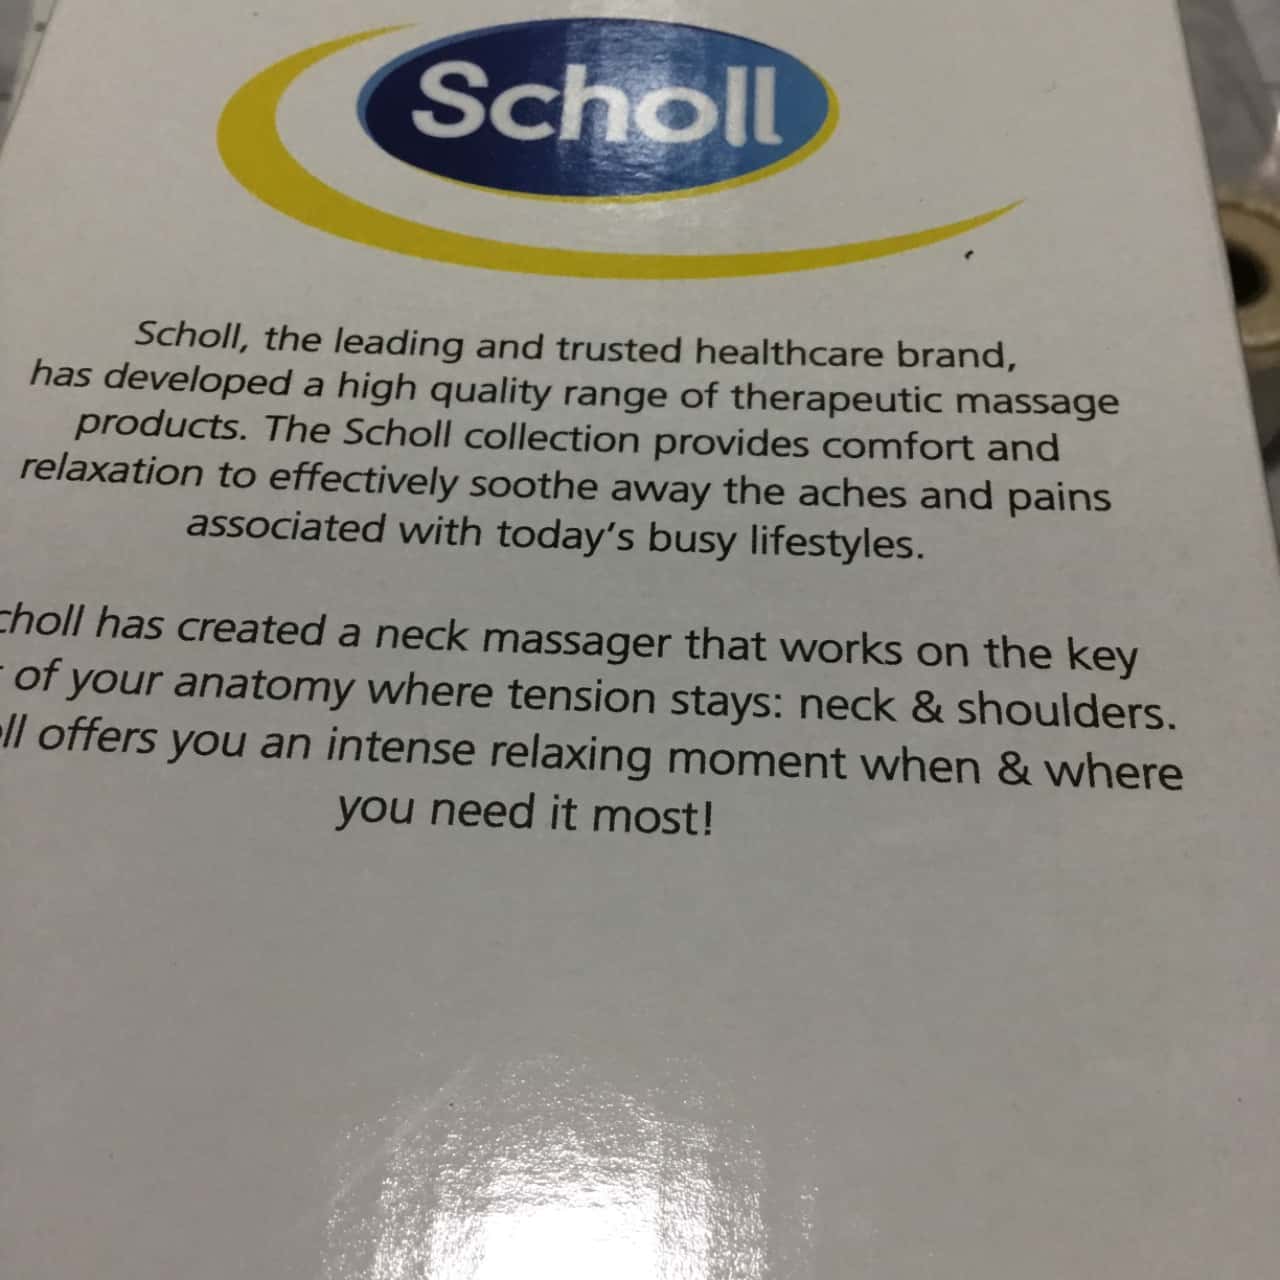 Scholl
Scholl, the leading and trusted healthcare brand,
has developed a high quality range of therapeutic massage
products. The Scholl collection provides comfort and
relaxation to effectively soothe away the aches and pains
associated with today's busy lifestyles.
choll has created a neck massager that works on the key
of your anatomy where tension stays: neck & shoulders.
ll offers you an intense relaxing moment when & where
you need it most!